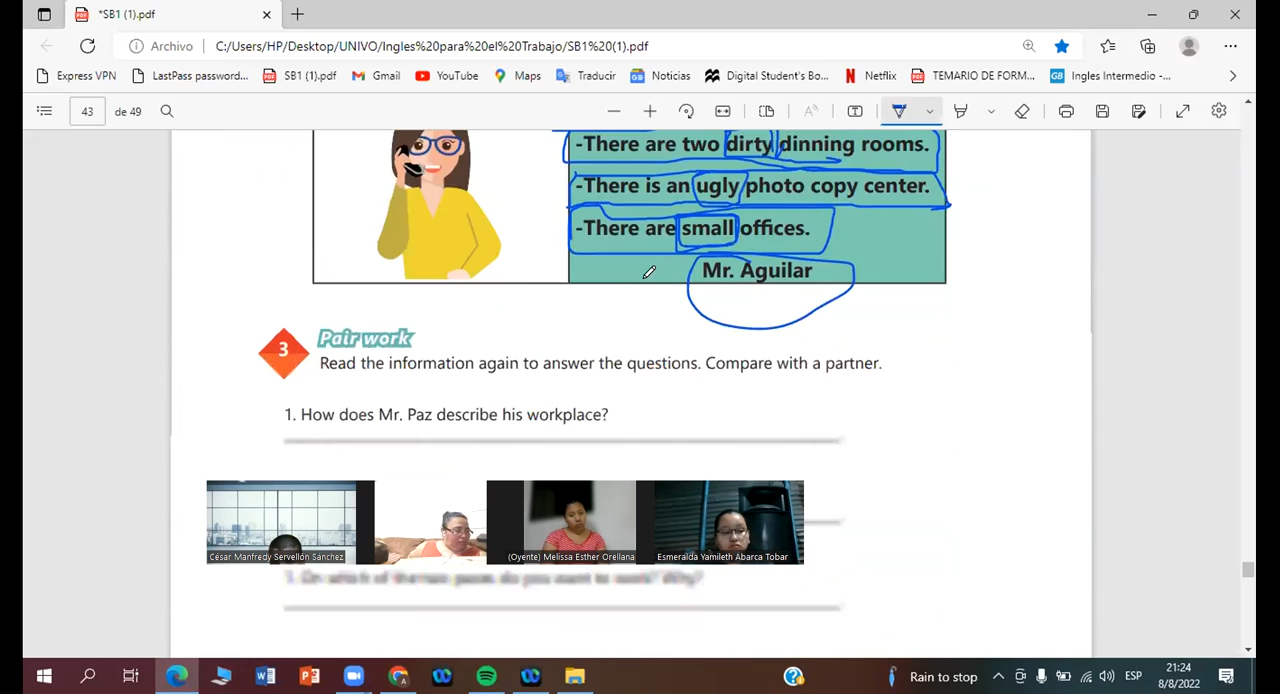 *SB1 (1).pdf
Archivo C:/Users/HP/Desktop/UNIVO/Ingles%20para%20el%20Trabajo/SB1%20(1).pdf
Express VPN LastPass password... SB1 (1).pdf Gmail YouTube Maps Traducir Noticias Digital Student's Bo... Netflix TEMARIO DE FORM... GB Ingles Intermedio -...
43 de 49
-There are two dirty dinning rooms.
-There is an ugly photo copy center.
-There are small offices.
Mr. Aguilar
3 Pair work
Read the information again to answer the questions. Compare with a partner.
1. How does Mr. Paz describe his workplace?
César Manfredy Servellón Sánchez (Oyente) Melissa Esther Orellana Esmeralda Yamileth Abarca Tobar
Rain to stop ESP 21:24
8/8/2022